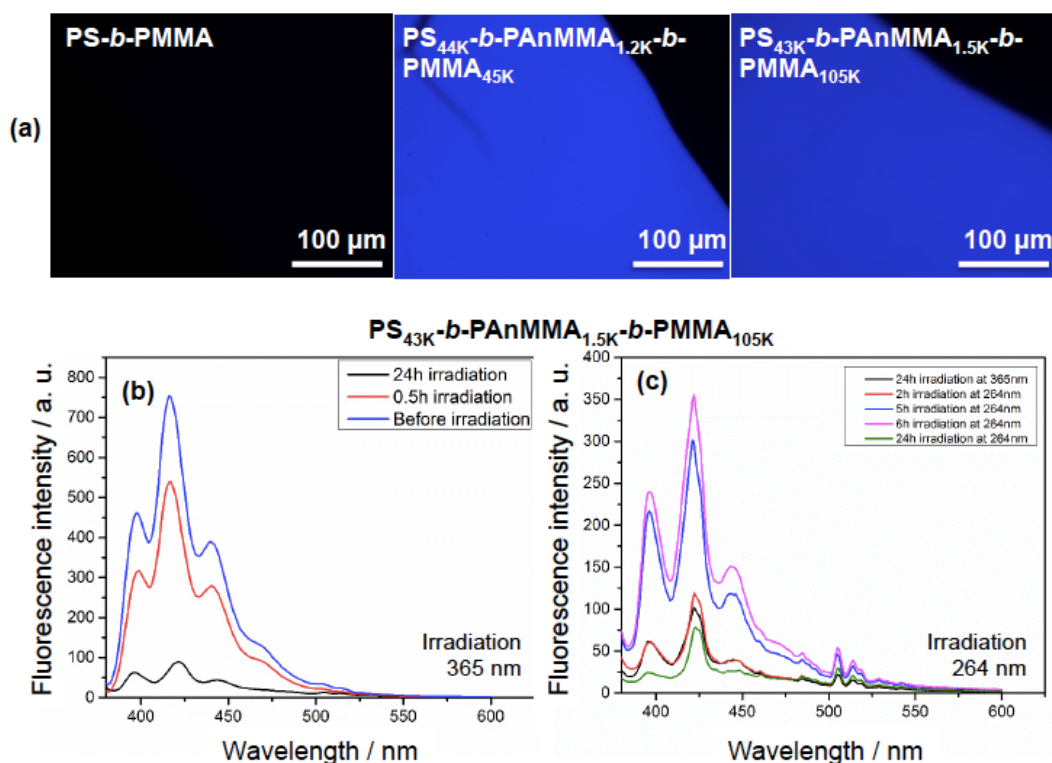 PS-b-PMMA
PS44K-b-PAnMMA1.2K-b-
PMMA45K
PS43K-b-PAnMMA1.5K-b-
PMMA105K
(a)
100 µm
100 µm
100 µm
PS43K-b-PAnMMA1.5K-b-PMMA105K
(b)
24h irradiation
0.5h irradiation
Before irradiation
Irradiation
365 nm
Fluorescence intensity / a. u.
800
700
600
500
400
300
200
100
0
400 450 500 550 600
Wavelength / nm
(c)
24h irradiation at 365nm
2h irradiation at 264nm
5h irradiation at 264nm
6h irradiation at 264nm
24h irradiation at 264nm
Irradiation
264 nm
Fluorescence intensity / a. u.
400
350
300
250
200
150
100
50
0
400 450 500 550 600
Wavelength / nm